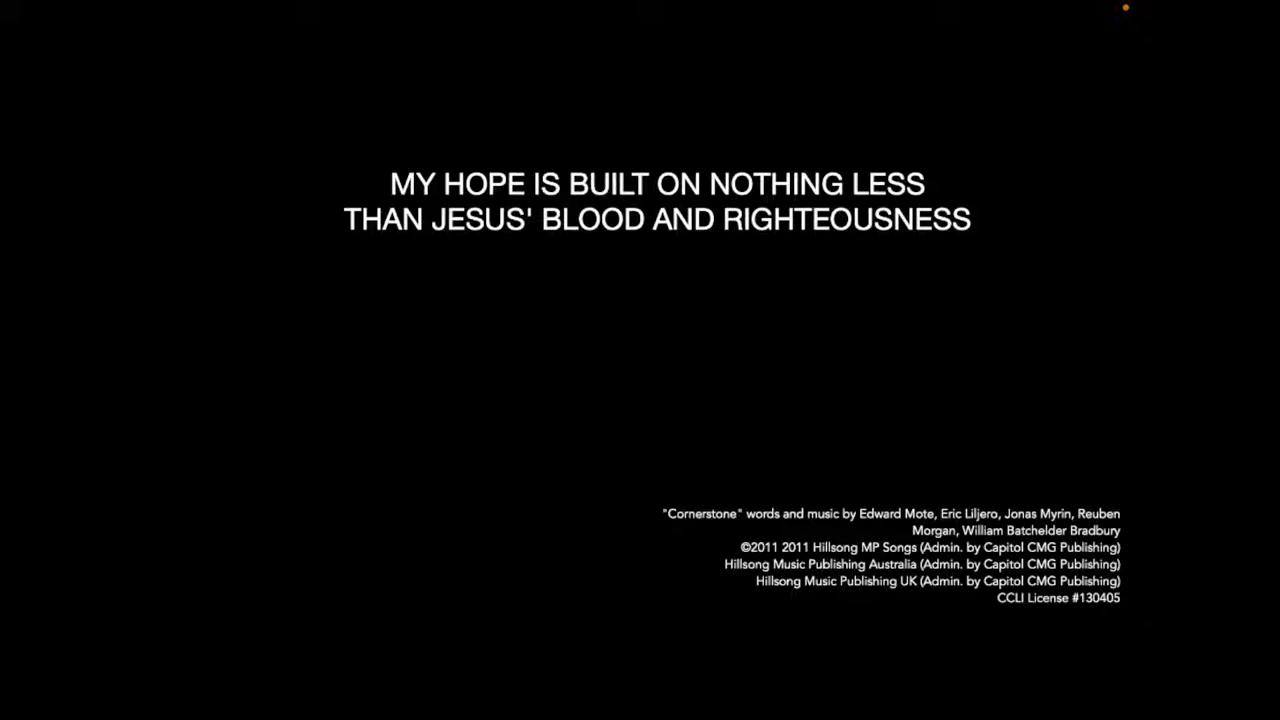 MY HOPE IS BUILT ON NOTHING LESS
THAN JESUS' BLOOD AND RIGHTEOUSNESS
"Cornerstone" words and music by Edward Mote, Eric Liljero, Jonas Myrin, Reuben
Morgan, William Batchelder Bradbury
©2011 2011 Hillsong MP Songs (Admin. by Capitol CMG Publishing)
Hillsong Music Publishing Australia (Admin. by Capitol CMG Publishing)
Hillsong Music Publishing UK (Admin. by Capitol CMG Publishing)
CCLI License #130405